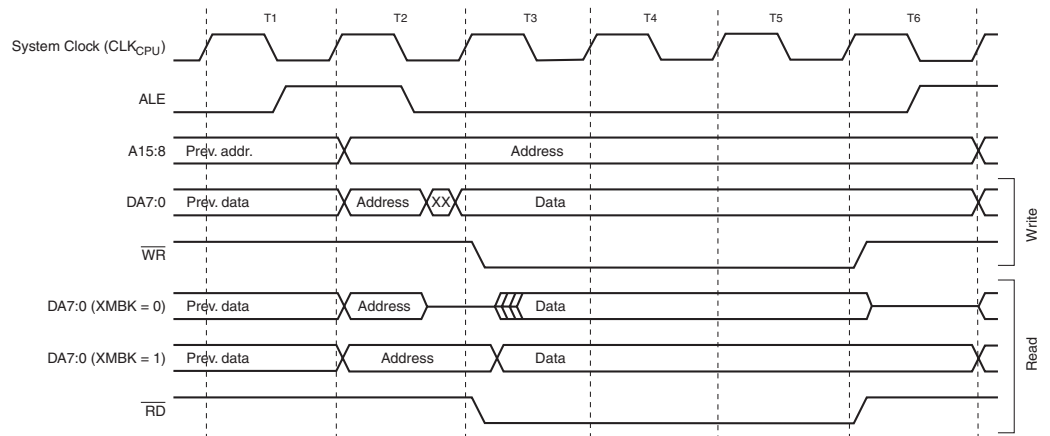 T1 T2 T3 T4 T5 T6
System Clock (CLKCPU)
ALE
A15:8 Prev. addr. Address
DA7:0 Prev. data Address XX Data
WR
DA7:0 (XMBK = 0) Prev. data Address Data
DA7:0 (XMBK = 1) Prev. data Address Data
RD
Write
Read